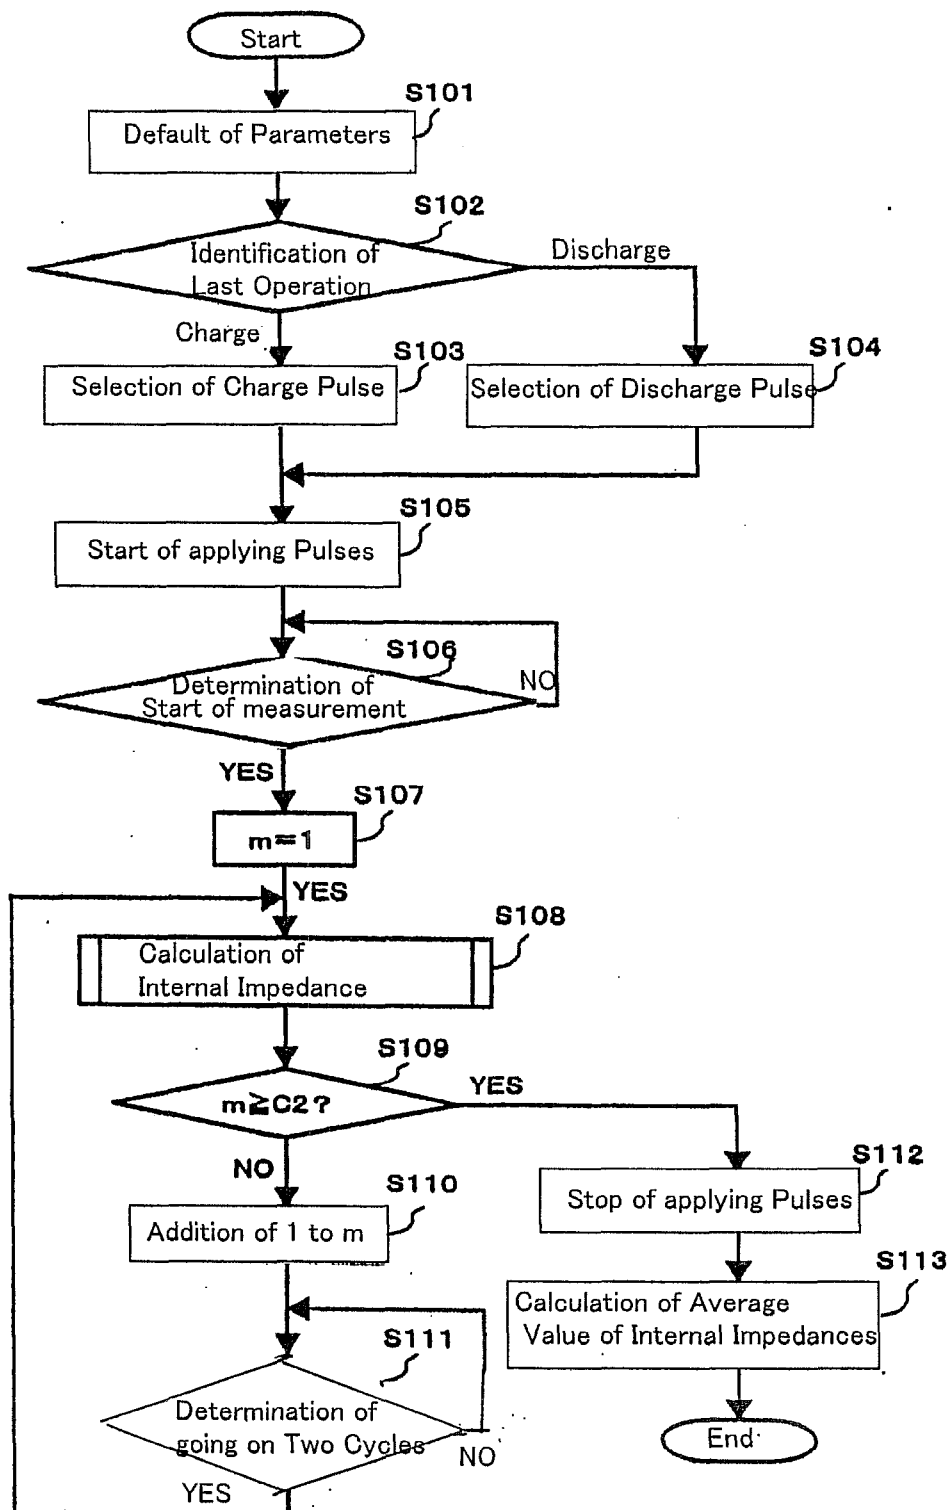 Start
S101
Default of Parameters
S102
Identification of
Last Operation
Discharge
Charge
S103
Selection of Charge Pulse
S104
Selection of Discharge Pulse
S105
Start of applying Pulses
S106
Determination of
Start of measurement
NO
YES
S107
m=1
YES
S108
Calculation of
Internal Impedance
S109
m≧C2?
YES
NO
S110
Addition of 1 to m
S112
Stop of applying Pulses
S113
Calculation of Average
Value of Internal Impedances
S111
Determination of
going on Two Cycles
NO
YES
End